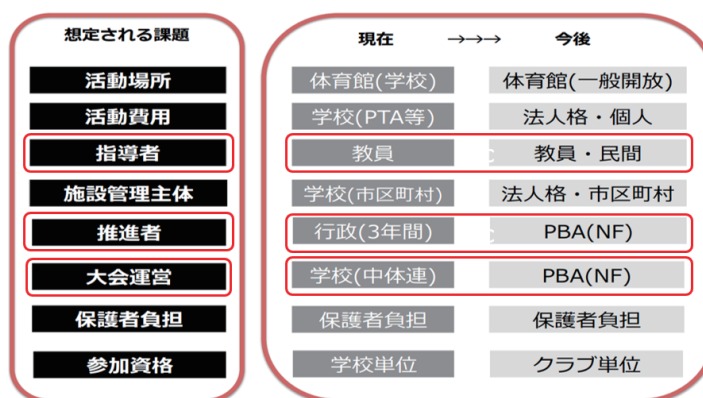 想定される課題
現在 →→→ 今後
活動場所 体育館(学校) 体育館(一般開放)
活動費用 学校(PTA等) 法人格・個人
指導者 教員 教員・民間
施設管理主体 学校(市区町村) 法人格・市区町村
推進者 行政(3年間) PBA(NF)
大会運営 学校(中体連) PBA(NF)
保護者負担 保護者負担 保護者負担
参加資格 学校単位 クラブ単位